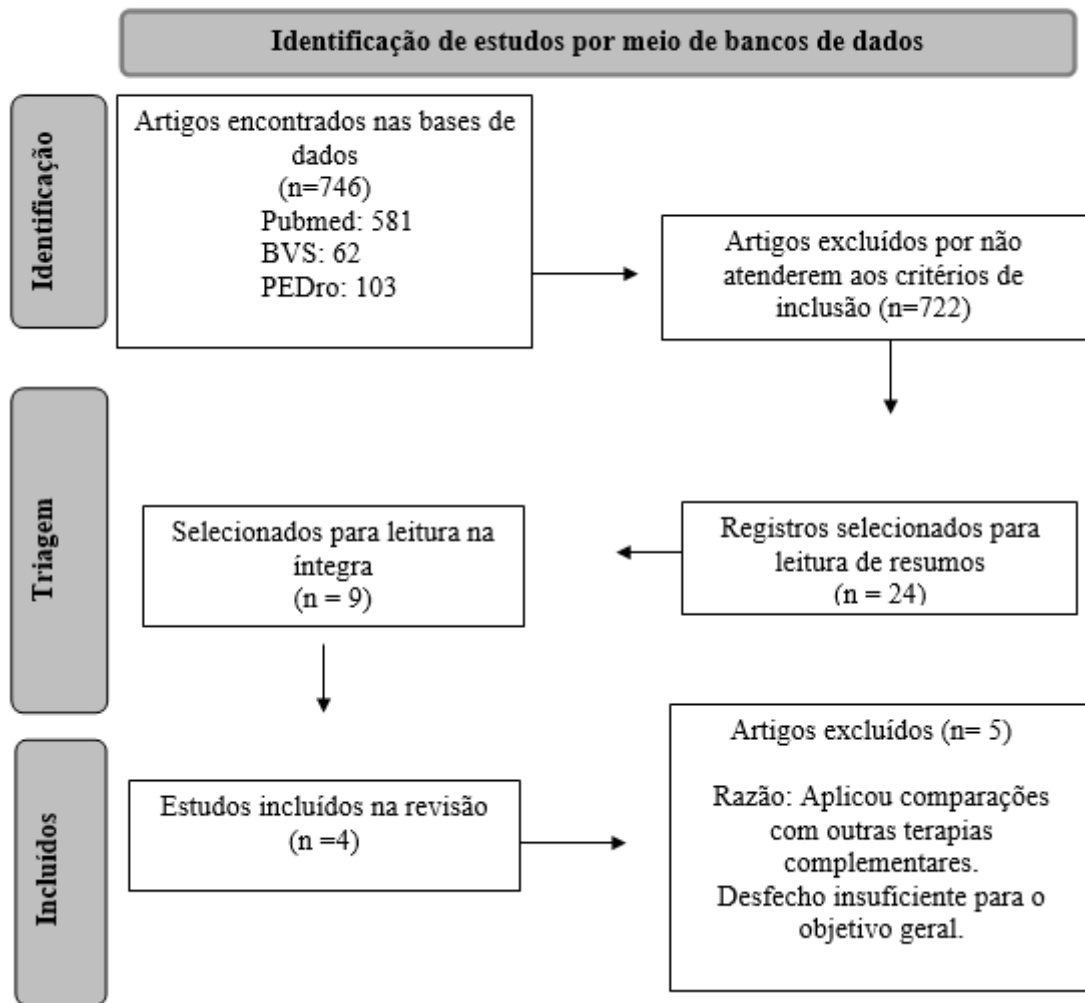 Identificação de estudos por meio de bancos de dados
Identificação
Artigos encontrados nas bases de
dados
(n=746)
Pubmed: 581
BVS: 62
PEDro: 103
Artigos excluídos por não
atenderem aos critérios de
inclusão (n=722)
Triagem
Registros selecionados para
leitura de resumos
(n = 24)
Selecionados para leitura na
íntegra
(n = 9)
Incluídos
Estudos incluídos na revisão
(n =4)
Artigos excluídos (n= 5)
Razão: Aplicou comparações
com outras terapias
complementares.
Desfecho insuficiente para o
objetivo geral.